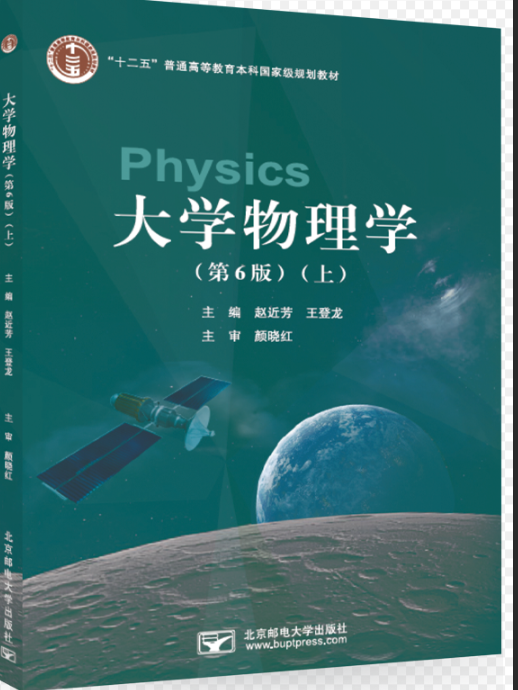 "十二五"普通高等教育本科国家级规划教材
Physics
大学物理学
（第6版）（上）
主 编 赵近芳 王登龙
主 审 颜晓红
北京邮电大学出版社
www.buptpress.com
十二五
大学物理学（第6版）（上）
主 编 赵近芳 王登龙
主 审 颜晓红
北京邮电大学出版社